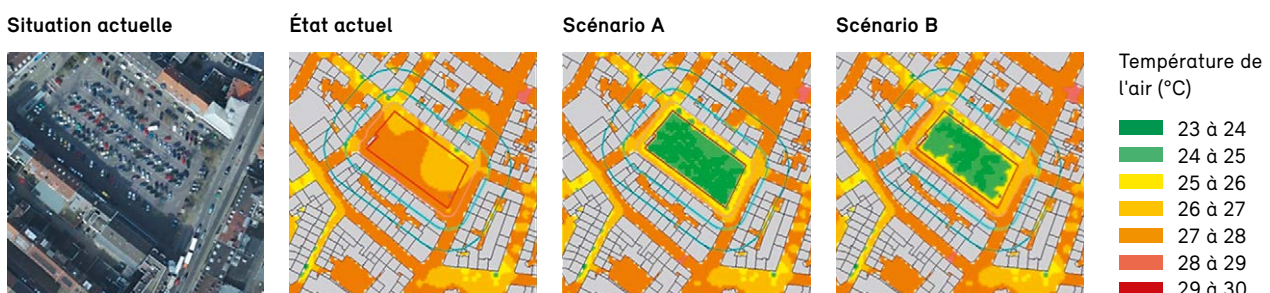 Situation actuelle
État actuel
Scénario A
Scénario B
Température de
l'air (°C)
23 à 24
24 à 25
25 à 26
26 à 27
27 à 28
28 à 29
29 à 30